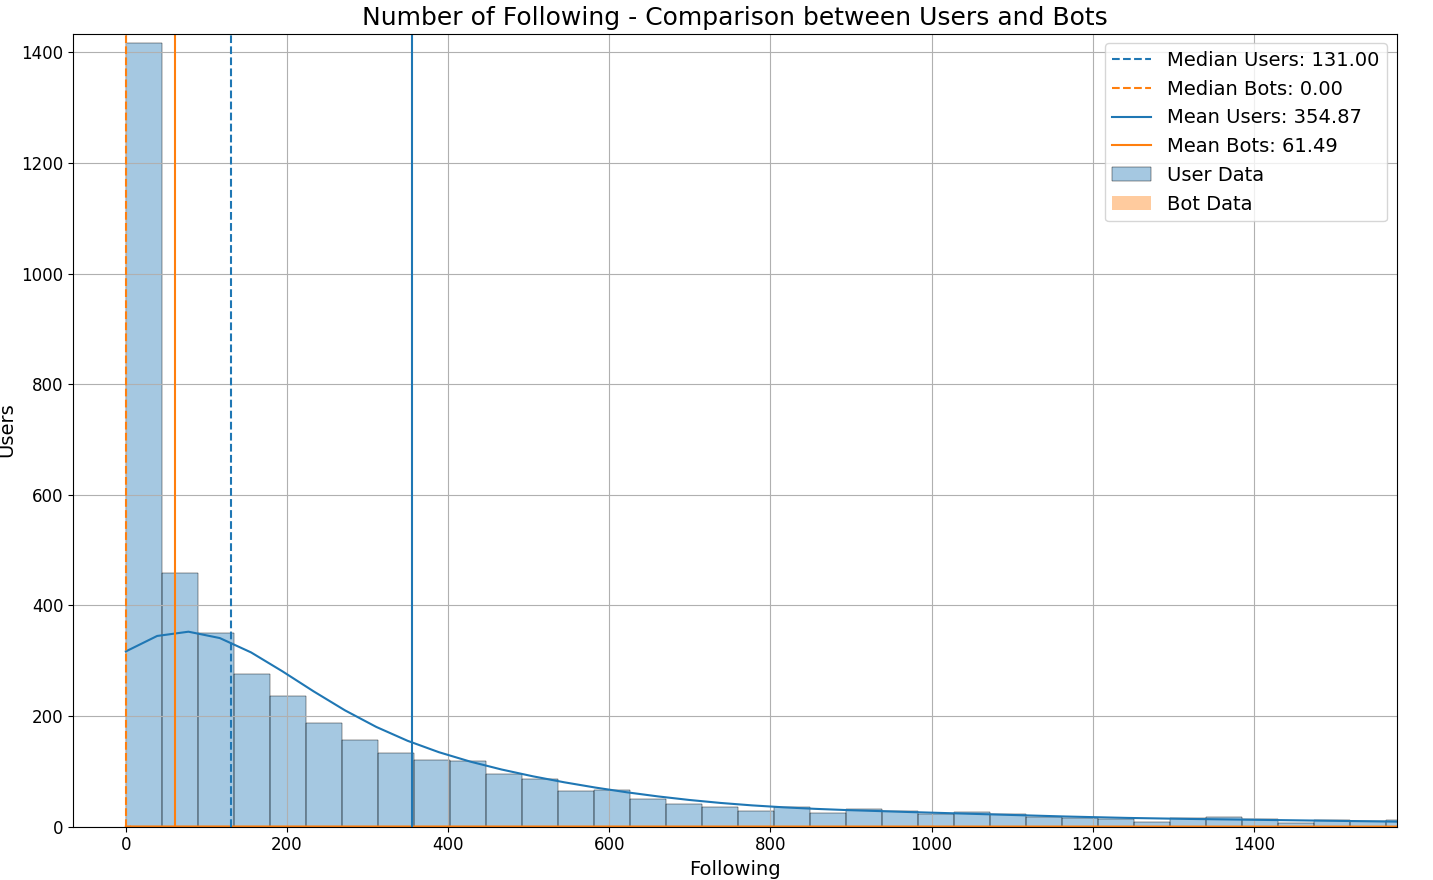 Number of Following - Comparison between Users and Bots
Median Users: 131.00
Median Bots: 0.00
Mean Users: 354.87
Mean Bots: 61.49
User Data
Bot Data
1400
1200
1000
800
600
400
200
0
Users
0 200 400 600 800 1000 1200 1400
Following